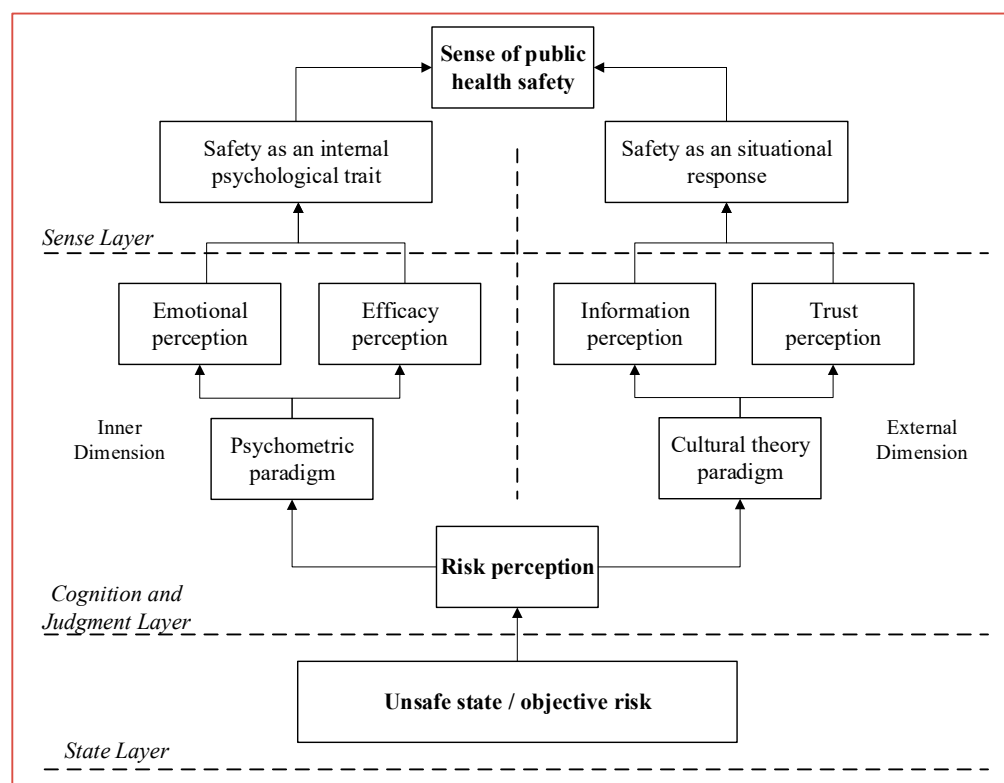 Sense of public
health safety
Safety as an internal
psychological trait
Safety as an situational
response
Sense Layer
Emotional
perception
Efficacy
perception
Information
perception
Trust
perception
Inner
Dimension
Psychometric
paradigm
Cultural theory
paradigm
External
Dimension
Risk perception
Cognition and
Judgment Layer
Unsafe state / objective risk
State Layer